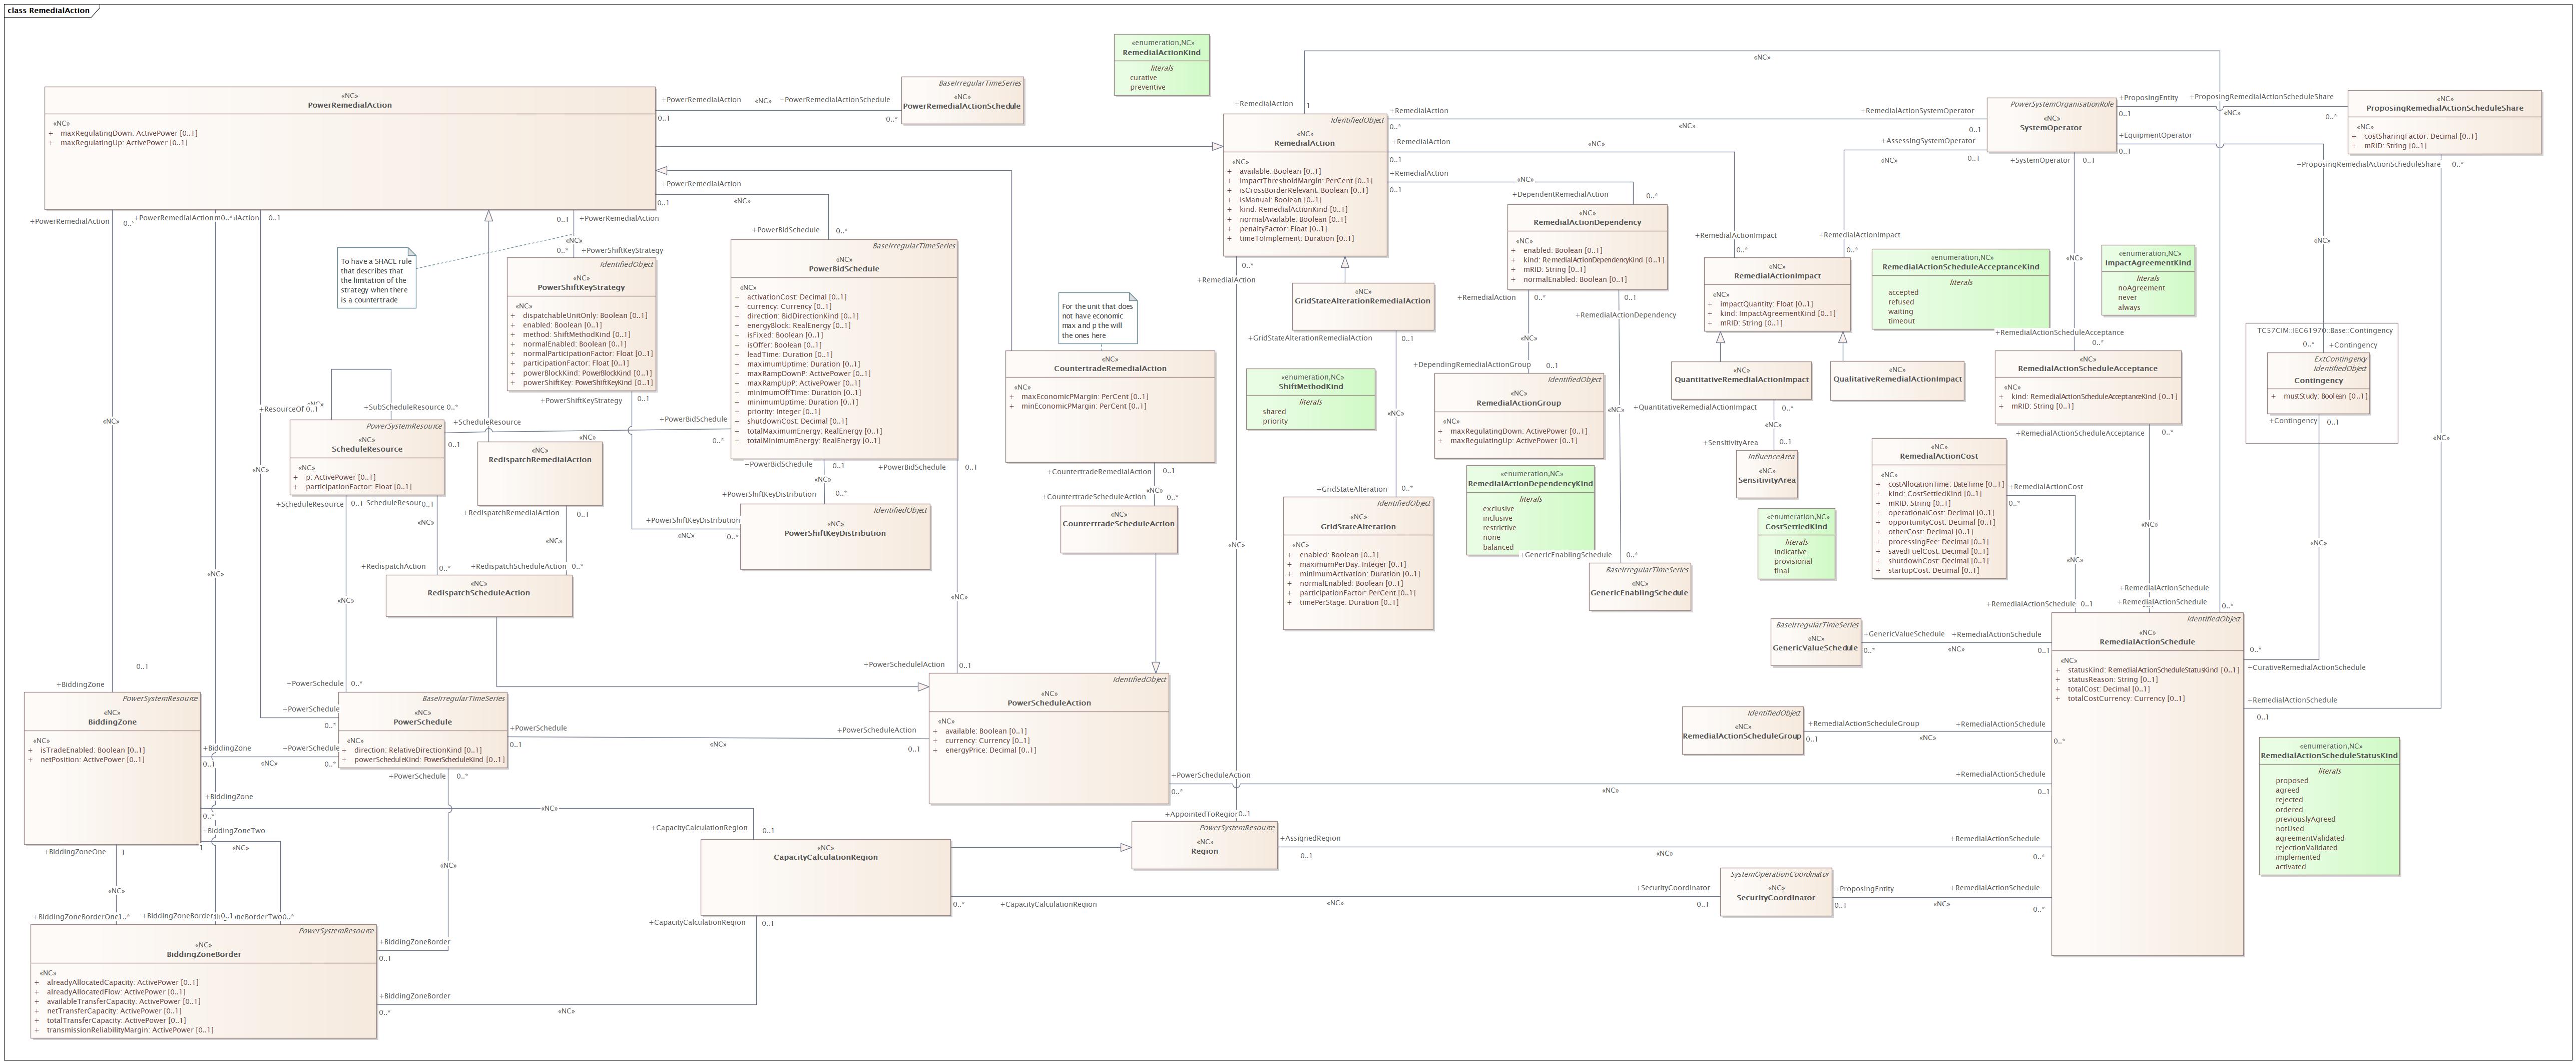 class RemedialAction
«enumeration,NC»
RemedialActionKind
literals
curative
preventive
«NC»
PowerRemedialAction
«NC»
+ maxRegulatingDown: ActivePower [0..1]
+ maxRegulatingUp: ActivePower [0..1]
+PowerRemedialAction
«NC»
+PowerRemedialActionSchedule
0..1
0..*
BaseIrregularTimeSeries
«NC»
PowerRemedialActionSchedule
+RemedialAction
1
«NC»
IdentifiedObject
«NC»
RemedialAction
«NC»
+ available: Boolean [0..1]
+ impactThresholdMargin: PerCent [0..1]
+ isCrossBorderRelevant: Boolean [0..1]
+ isManual: Boolean [0..1]
+ kind: RemedialActionKind [0..1]
+ normalAvailable: Boolean [0..1]
+ penaltyFactor: Float [0..1]
+ timeToImplement: Duration [0..1]
+RemedialAction
0..*
«NC»
+RemedialActionSystemOperator
0..1
+RemedialAction
0..1
«NC»
+RemedialAction
0..1
«NC»
+DependentRemedialAction
0..*
+AssessingSystemOperator
«NC»
0..1
PowerSystemOrganisationRole
«NC»
SystemOperator
+SystemOperator
0..1
+ProposingEntity
0..1
«NC»
+ProposingRemedialActionScheduleShare
0..*
+EquipmentOperator
0..1
«NC»
ProposingRemedialActionScheduleShare
«NC»
+ costSharingFactor: Decimal [0..1]
+ mRID: String [0..1]
+ProposingRemedialActionScheduleShare
0..*
«NC»
RemedialActionDependency
«NC»
+ enabled: Boolean [0..1]
+ kind: RemedialActionDependencyKind [0..1]
+ mRID: String [0..1]
+ normalEnabled: Boolean [0..1]
+RemedialActionImpact
0..*
+RemedialActionImpact
0..*
«NC»
RemedialActionImpact
«NC»
+ impactQuantity: Float [0..1]
+ kind: ImpactAgreementKind [0..1]
+ mRID: String [0..1]
«enumeration,NC»
RemedialActionScheduleAcceptanceKind
literals
accepted
refused
waiting
timeout
«enumeration,NC»
ImpactAgreementKind
literals
noAgreement
never
always
«NC»
«NC»
+PowerRemedialAction
0..*
+PowerRemedialAction
0..*
0..1
0..1
+PowerRemedialAction
«NC»
0..*
+PowerShiftKeyStrategy
+PowerRemedialAction
0..1
«NC»
+PowerBidSchedule
0..*
To have a SHACL rule
that describes that
the limitation of the
strategy when there
is a countertrade
IdentifiedObject
«NC»
PowerShiftKeyStrategy
«NC»
+ dispatchableUnitOnly: Boolean [0..1]
+ enabled: Boolean [0..1]
+ method: ShiftMethodKind [0..1]
+ normalEnabled: Boolean [0..1]
+ normalParticipationFactor: Float [0..1]
+ participationFactor: Float [0..1]
+ powerBlockKind: PowerBlockKind [0..1]
+ powerShiftKey: PowerShiftKeyKind [0..1]
+PowerShiftKeyStrategy
0..1
BaseIrregularTimeSeries
«NC»
PowerBidSchedule
«NC»
+ activationCost: Decimal [0..1]
+ currency: Currency [0..1]
+ direction: BidDirectionKind [0..1]
+ energyBlock: RealEnergy [0..1]
+ isFixed: Boolean [0..1]
+ isOffer: Boolean [0..1]
+ leadTime: Duration [0..1]
+ maximumUptime: Duration [0..1]
+ maxRampDownP: ActivePower [0..1]
+ maxRampUpP: ActivePower [0..1]
+ minimumOffTime: Duration [0..1]
+ minimumUptime: Duration [0..1]
+ priority: Integer [0..1]
+ shutdownCost: Decimal [0..1]
+ totalMaximumEnergy: RealEnergy [0..1]
+ totalMinimumEnergy: RealEnergy [0..1]
+PowerBidSchedule
0..*
+PowerBidSchedule
0..1
+PowerBidSchedule
0..1
«NC»
For the unit that does
not have economic
max and p the will
the ones here
«NC»
CountertradeRemedialAction
«NC»
+ maxEconomicPMargin: PerCent [0..1]
+ minEconomicPMargin: PerCent [0..1]
+CountertradeRemedialAction
0..1
«NC»
+CountertradeScheduleAction
0..*
«NC»
CountertradeScheduleAction
0..*
+RemedialAction
«NC»
GridStateAlterationRemedialAction
+GridStateAlterationRemedialAction
0..1
«NC»
+GridStateAlteration
0..*
«enumeration,NC»
ShiftMethodKind
literals
shared
priority
+RemedialAction
0..*
«NC»
+DependingRemedialActionGroup
0..1
0..1
+RemedialActionDependency
«NC»
IdentifiedObject
«NC»
RemedialActionGroup
«NC»
+ maxRegulatingDown: ActivePower [0..1]
+ maxRegulatingUp: ActivePower [0..1]
«enumeration,NC»
RemedialActionDependencyKind
literals
exclusive
inclusive
restrictive
none
balanced
+GenericEnablingSchedule
0..*
BaseIrregularTimeSeries
«NC»
GenericEnablingSchedule
«NC»
QuantitativeRemedialActionImpact
«NC»
QualitativeRemedialActionImpact
+QuantitativeRemedialActionImpact
0..*
«NC»
+SensitivityArea
0..1
InfluenceArea
«NC»
SensitivityArea
«enumeration,NC»
CostSettledKind
literals
indicative
provisional
final
+RemedialActionScheduleAcceptance
0..*
«NC»
RemedialActionScheduleAcceptance
«NC»
+ kind: RemedialActionScheduleAcceptanceKind [0..1]
+ mRID: String [0..1]
+RemedialActionScheduleAcceptance
0..*
«NC»
TC57CIM::IEC61970::Base::Contingency
0..*
+Contingency
ExtContingency
IdentifiedObject
Contingency
+ mustStudy: Boolean [0..1]
+Contingency
0..1
«NC»
«NC»
«NC»
RemedialActionCost
«NC»
+ costAllocationTime: DateTime [0..1]
+ kind: CostSettledKind [0..1]
+ mRID: String [0..1]
+ operationalCost: Decimal [0..1]
+ opportunityCost: Decimal [0..1]
+ otherCost: Decimal [0..1]
+ processingFee: Decimal [0..1]
+ savedFuelCost: Decimal [0..1]
+ shutdownCost: Decimal [0..1]
+ startupCost: Decimal [0..1]
+RemedialActionCost
0..*
«NC»
«NC»
«NC»
+ResourceOf 0..1
+SubScheduleResource 0..*
PowerSystemResource
«NC»
ScheduleResource
«NC»
+ p: ActivePower [0..1]
+ participationFactor: Float [0..1]
+ScheduleResource
0..1
«NC»
+ScheduleResource
0..1
0..1
«NC»
«NC»
RedispatchRemedialAction
+RedispatchRemedialAction
0..1
«NC»
+RedispatchAction
0..*
+RedispatchScheduleAction
0..*
«NC»
RedispatchScheduleAction
+PowerShiftKeyDistribution
0..*
+PowerShiftKeyDistribution
«NC»
0..*
IdentifiedObject
«NC»
PowerShiftKeyDistribution
IdentifiedObject
«NC»
GridStateAlteration
«NC»
+ enabled: Boolean [0..1]
+ maximumPerDay: Integer [0..1]
+ minimumActivation: Duration [0..1]
+ normalEnabled: Boolean [0..1]
+ participationFactor: PerCent [0..1]
+ timePerStage: Duration [0..1]
«NC»
«NC»
«NC»
«NC»
«NC»
+RemedialActionSchedule
0..1
+RemedialActionSchedule
+RemedialActionSchedule
0..*
IdentifiedObject
«NC»
RemedialActionSchedule
«NC»
+ statusKind: RemedialActionScheduleStatusKind [0..1]
+ statusReason: String [0..1]
+ totalCost: Decimal [0..1]
+ totalCostCurrency: Currency [0..1]
0..*
+CurativeRemedialActionSchedule
+RemedialActionSchedule
0..1
BaseIrregularTimeSeries
«NC»
GenericValueSchedule
+GenericValueSchedule
0..*
«NC»
+RemedialActionSchedule
0..1
IdentifiedObject
«NC»
RemedialActionScheduleGroup
+RemedialActionScheduleGroup
0..1
«NC»
+RemedialActionSchedule
0..*
«enumeration,NC»
RemedialActionScheduleStatusKind
literals
proposed
agreed
rejected
ordered
previouslyAgreed
notUsed
agreementValidated
rejectionValidated
implemented
activated
0..1
+BiddingZone
PowerSystemResource
«NC»
BiddingZone
«NC»
+ isTradeEnabled: Boolean [0..1]
+ netPosition: ActivePower [0..1]
+BiddingZone
0..1
«NC»
+PowerSchedule
0..*
+PowerSchedule
0..*
+PowerSchedule
0..*
BaseIrregularTimeSeries
«NC»
PowerSchedule
«NC»
+ direction: RelativeDirectionKind [0..1]
+ powerScheduleKind: PowerScheduleKind [0..1]
+PowerSchedule
0..*
+PowerSchedule
0..1
«NC»
+PowerScheduleAction
0..1
+PowerScheduleIAction
0..1
IdentifiedObject
«NC»
PowerScheduleAction
«NC»
+ available: Boolean [0..1]
+ currency: Currency [0..1]
+ energyPrice: Decimal [0..1]
+PowerScheduleAction
0..*
«NC»
+RemedialActionSchedule
0..1
+BiddingZone
0..*
«NC»
+CapacityCalculationRegion
0..1
+BiddingZoneTwo
1
«NC»
+BiddingZoneOne
1
«NC»
«NC»
«NC»
CapacityCalculationRegion
+AppointedToRegion
0..1
PowerSystemResource
«NC»
Region
+AssignedRegion
0..1
«NC»
+RemedialActionSchedule
0..*
+CapacityCalculationRegion
0..*
«NC»
+SecurityCoordinator
0..1
SystemOperationCoordinator
«NC»
SecurityCoordinator
+ProposingEntity
0..1
«NC»
+RemedialActionSchedule
0..*
+CapacityCalculationRegion
0..1
+BiddingZoneBorder
0..1
PowerSystemResource
«NC»
BiddingZoneBorder
«NC»
+ alreadyAllocatedCapacity: ActivePower [0..1]
+ alreadyAllocatedFlow: ActivePower [0..1]
+ availableTransferCapacity: ActivePower [0..1]
+ netTransferCapacity: ActivePower [0..1]
+ totalTransferCapacity: ActivePower [0..1]
+ transmissionReliabilityMargin: ActivePower [0..1]
+BiddingZoneBorder
0..*
«NC»